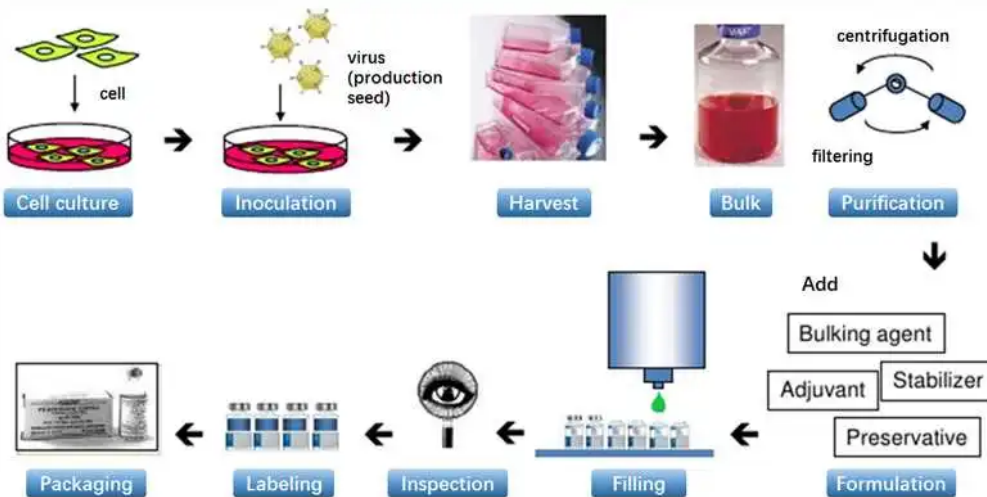 cell
virus
(production
seed)
centrifugation
filtering
Cell culture
Inoculation
Harvest
Bulk
Purification
Add
Bulking agent
Stabilizer
Adjuvant
Preservative
Packaging
Labeling
Inspection
Filling
Formulation